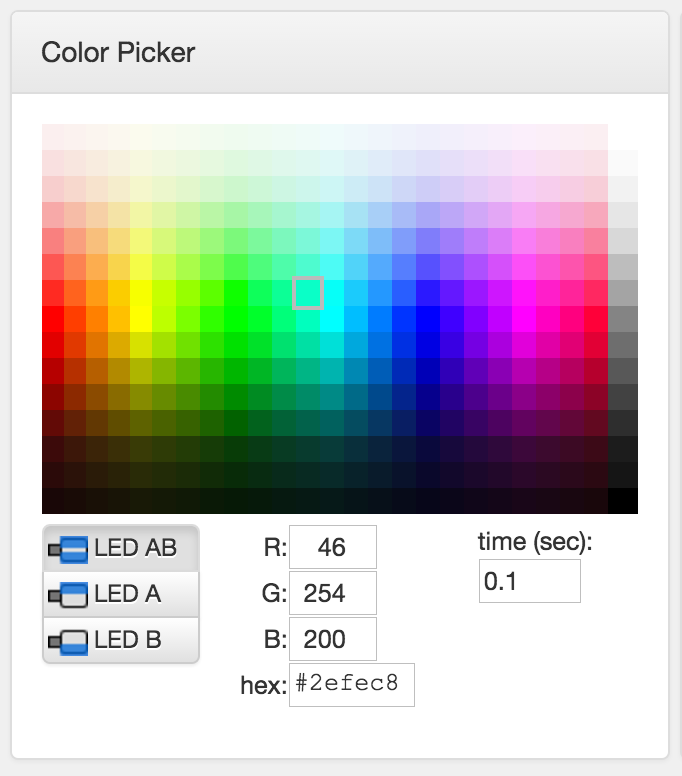 Color Picker
LED AB
LED A
LED B
R: 46
G: 254
B: 200
hex: #2efec8
time (sec):
0.1